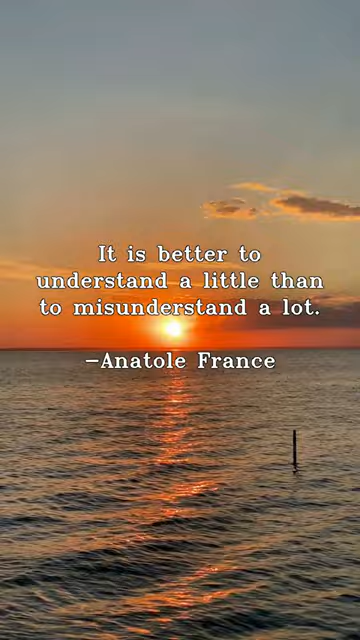 It is better to
understand a little than
to misunderstand a lot.
—Anatole France